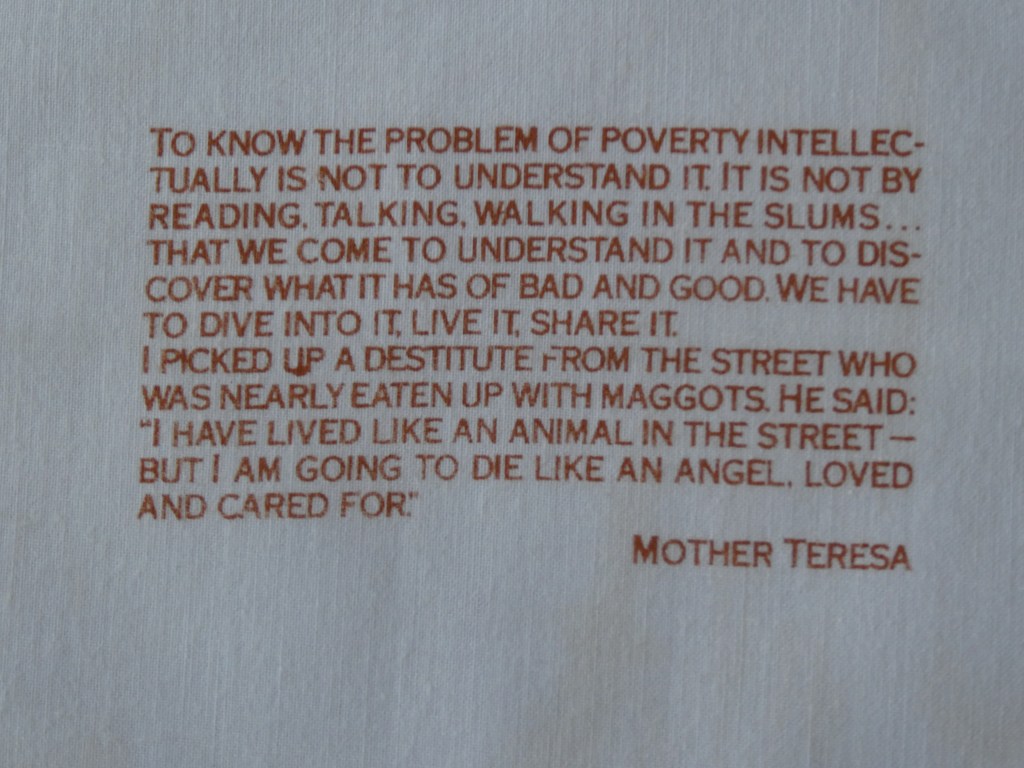 TO KNOW THE PROBLEM OF POVERTY INTELLEC-
TUALLY IS NOT TO UNDERSTAND IT. IT IS NOT BY
READING, TALKING, WALKING IN THE SLUMS...
THAT WE COME TO UNDERSTAND IT AND TO DIS-
COVER WHAT IT HAS OF BAD AND GOOD. WE HAVE
TO DIVE INTO IT, LIVE IT, SHARE IT.
I PICKED UP A DESTITUTE FROM THE STREET WHO
WAS NEARLY EATEN UP WITH MAGGOTS. HE SAID:
"I HAVE LIVED LIKE AN ANIMAL IN THE STREET —
BUT I AM GOING TO DIE LIKE AN ANGEL, LOVED
AND CARED FOR."
MOTHER TERESA